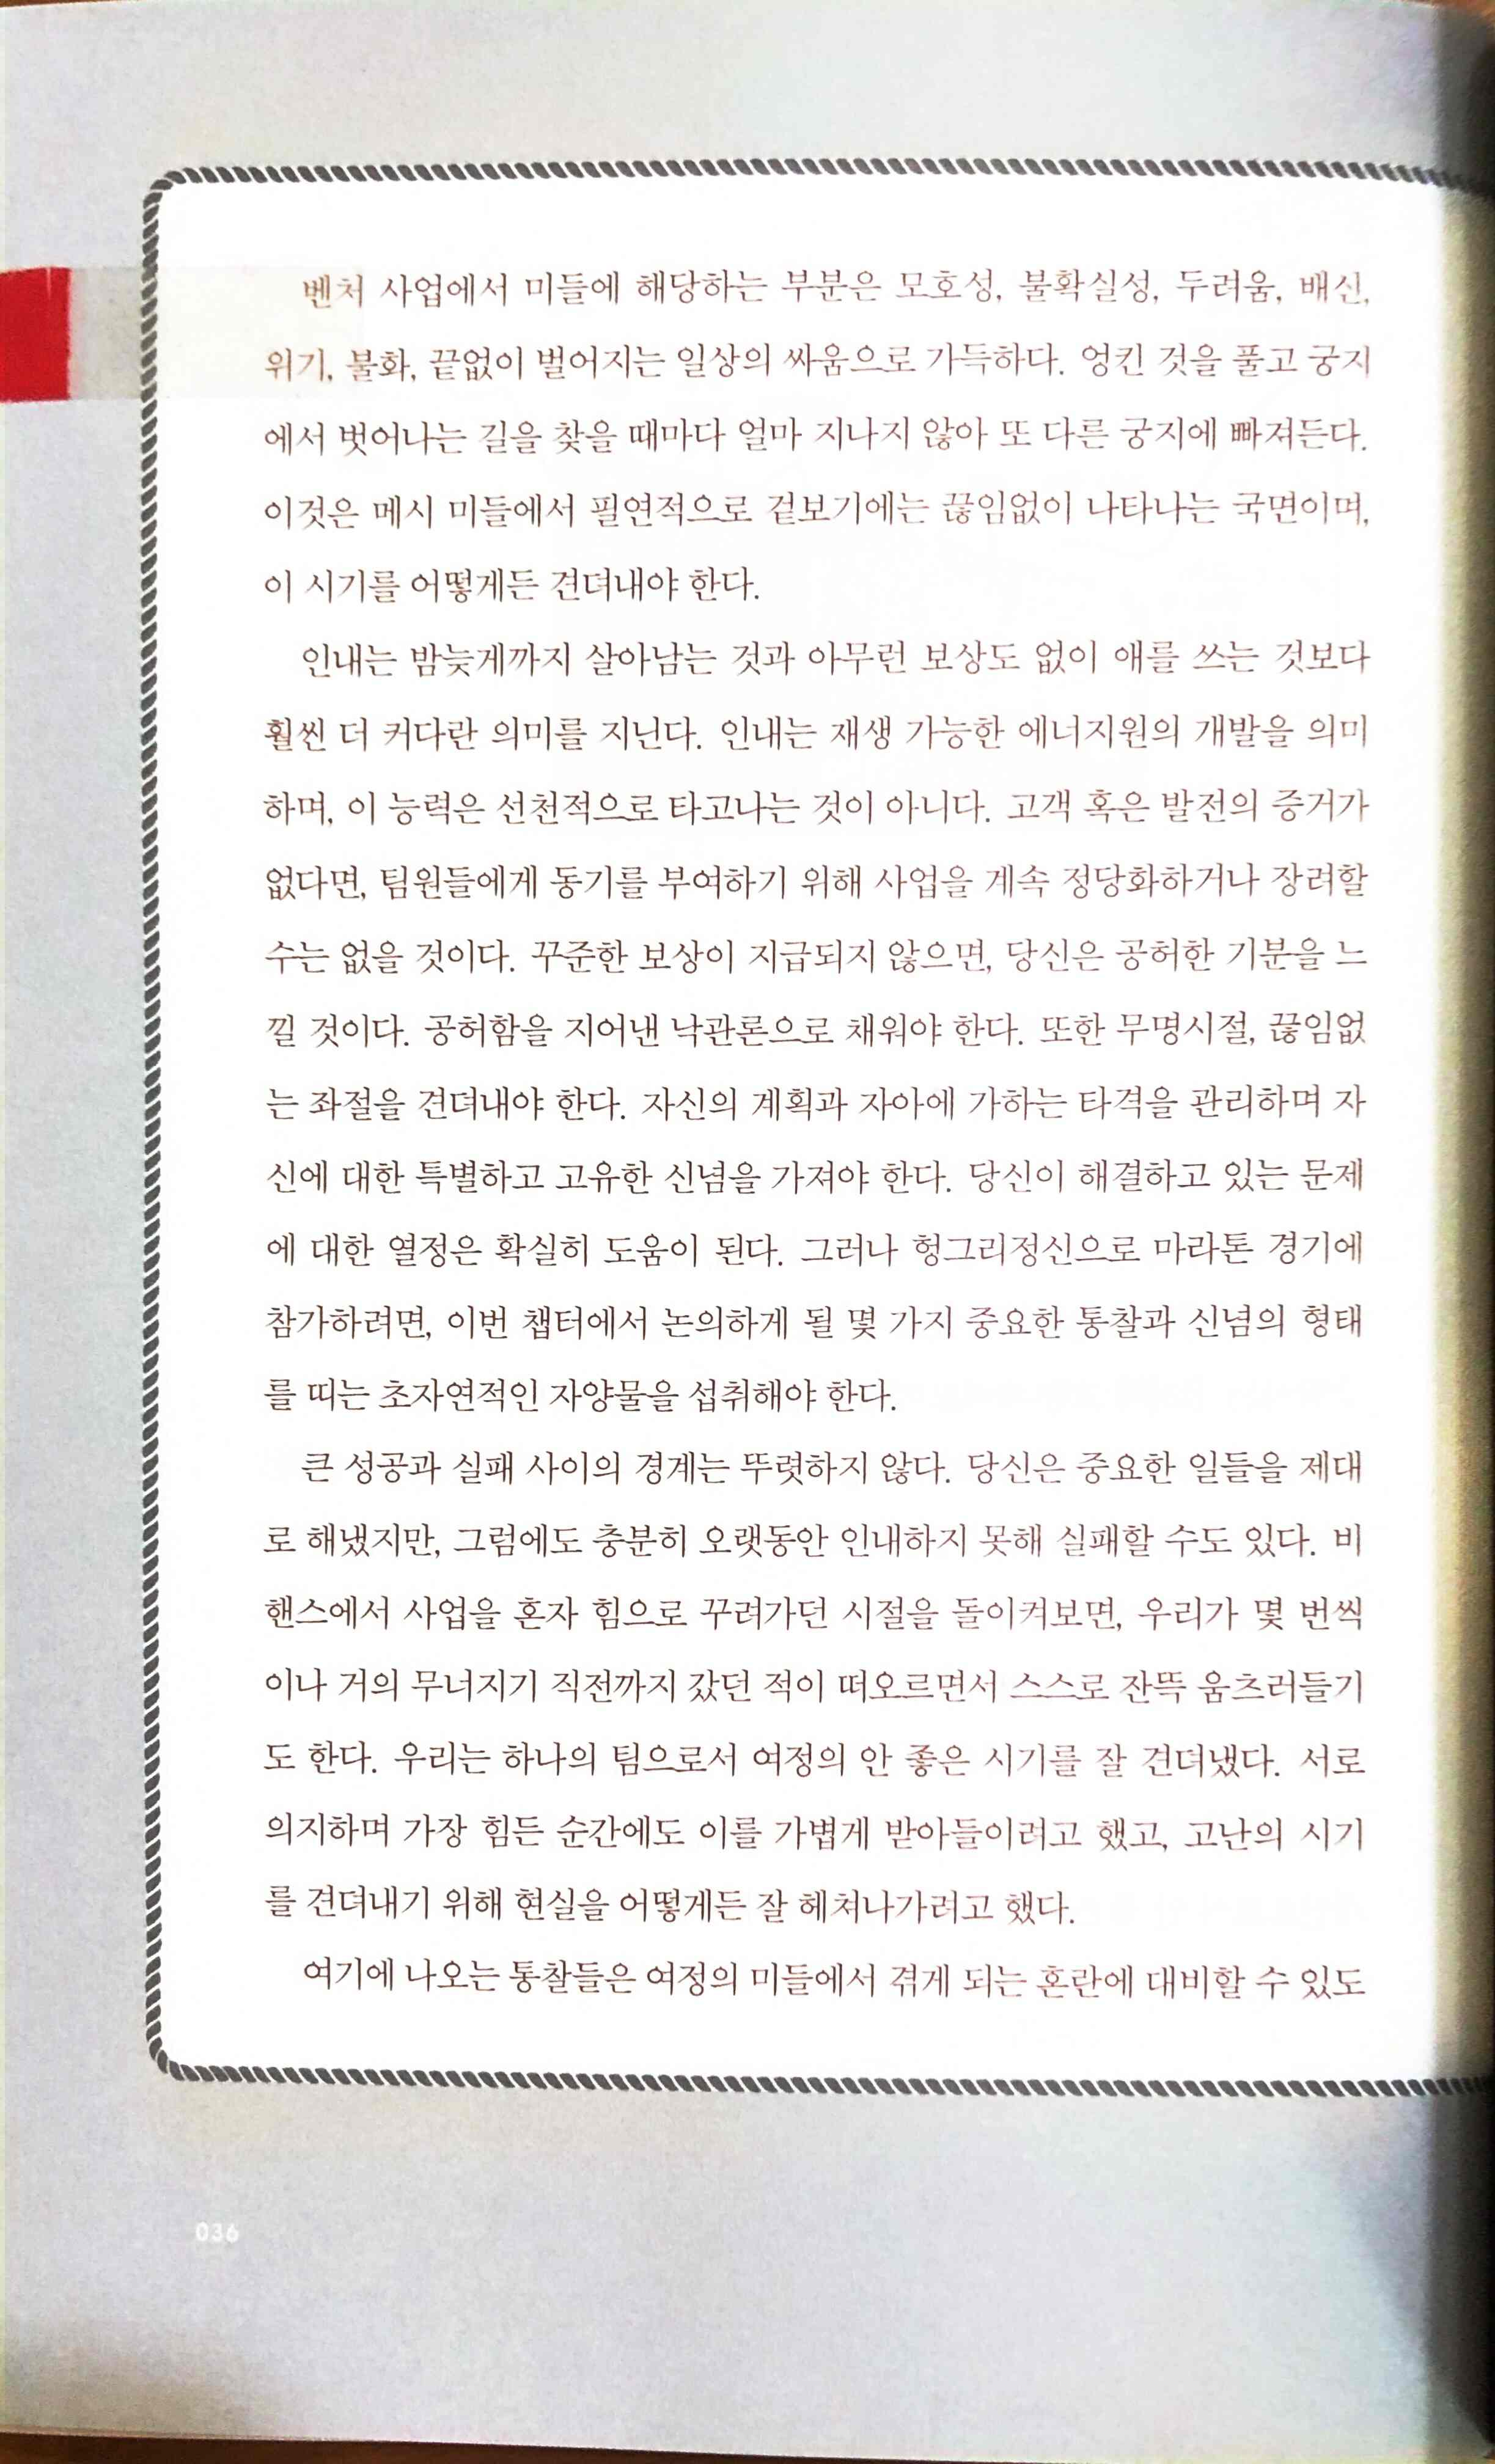 벤처 사업에서 미들에 해당하는 부분은 모호성, 불확실성, 두려움, 배신,
위기, 불화, 끝없이 벌어지는 일상의 싸움으로 가득하다. 엉킨 것을 풀고 궁지
에서 벗어나는 길을 찾을 때마다 얼마 지나지 않아 또 다른 궁지에 빠져든다.
이것은 메시 미들에서 필연적으로 겉보기에는 끊임없이 나타나는 국면이며,
이 시기를 어떻게든 견뎌내야 한다.
인내는 밤늦게까지 살아남는 것과 아무런 보상도 없이 애를 쓰는 것보다
훨씬 더 커다란 의미를 지닌다. 인내는 재생 가능한 에너지원의 개발을 의미
하며, 이 능력은 선천적으로 타고나는 것이 아니다. 고객 혹은 발전의 증거가
없다면, 팀원들에게 동기를 부여하기 위해 사업을 계속 정당화하거나 장려할
수는 없을 것이다. 꾸준한 보상이 지급되지 않으면, 당신은 공허한 기분을 느
낄 것이다. 공허함을 지어낸 낙관론으로 채워야 한다. 또한 무명시절, 끊임없
는 좌절을 견뎌내야 한다. 자신의 계획과 자아에 가하는 타격을 관리하며 자
신에 대한 특별하고 고유한 신념을 가져야 한다. 당신이 해결하고 있는 문제
에 대한 열정은 확실히 도움이 된다. 그러나 헝그리정신으로 마라톤 경기에
참가하려면, 이번 챕터에서 논의하게 될 몇 가지 중요한 통찰과 신념의 형태
를 띠는 초자연적인 자양물을 섭취해야 한다.
큰 성공과 실패 사이의 경계는 뚜렷하지 않다. 당신은 중요한 일들을 제대
로 해냈지만, 그럼에도 충분히 오랫동안 인내하지 못해 실패할 수도 있다. 비
핸스에서 사업을 혼자 힘으로 꾸려가던 시절을 돌이켜보면, 우리가 몇 번씩
이나 거의 무너지기 직전까지 갔던 적이 떠오르면서 스스로 잔뜩 움츠러들기
도 한다. 우리는 하나의 팀으로서 여정의 안 좋은 시기를 잘 견뎌냈다. 서로
의지하며 가장 힘든 순간에도 이를 가볍게 받아들이려고 했고, 고난의 시기
를 견뎌내기 위해 현실을 어떻게든 잘 헤쳐나가려고 했다.
여기에 나오는 통찰들은 여정의 미들에서 겪게 되는 혼란에 대비할 수 있도
036